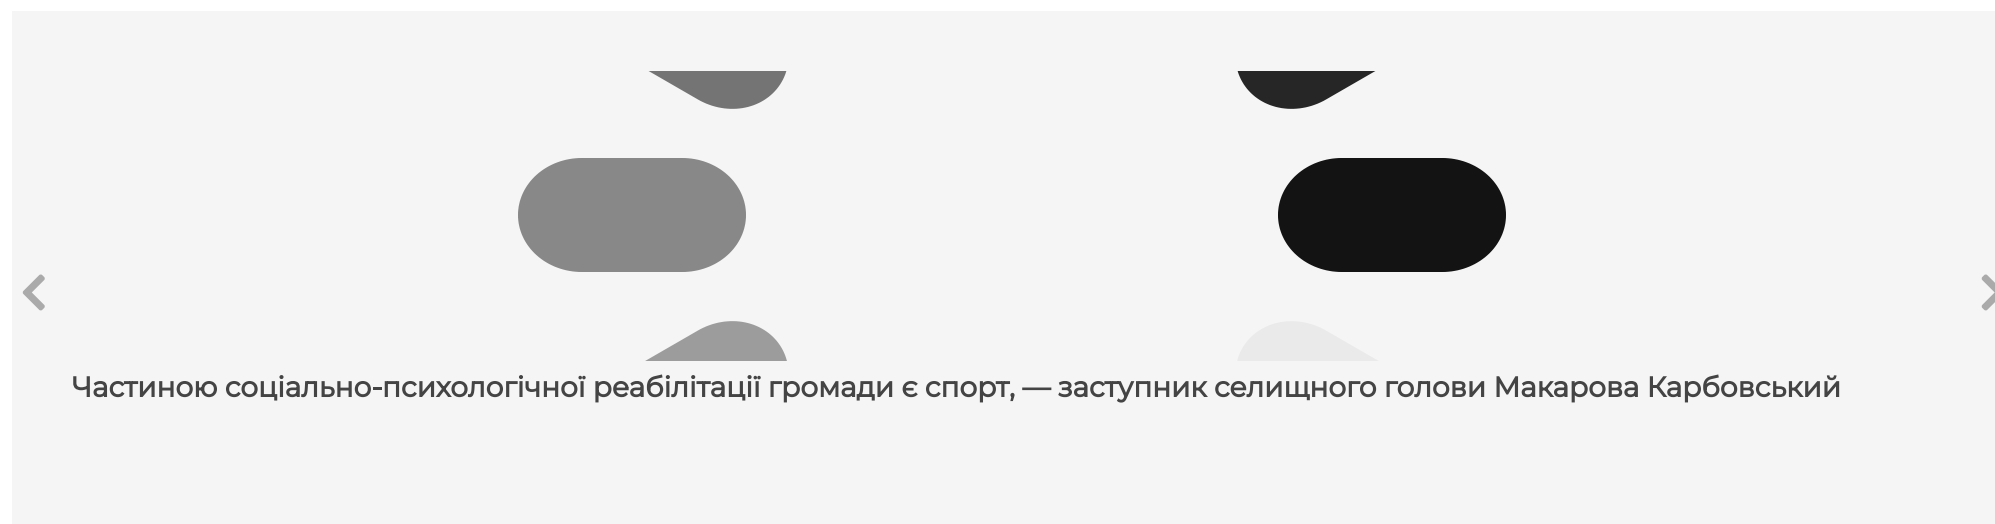 Частиною соціально-психологічної реабілітації громади є спорт, — заступник селищного голови Макарова Карбовський